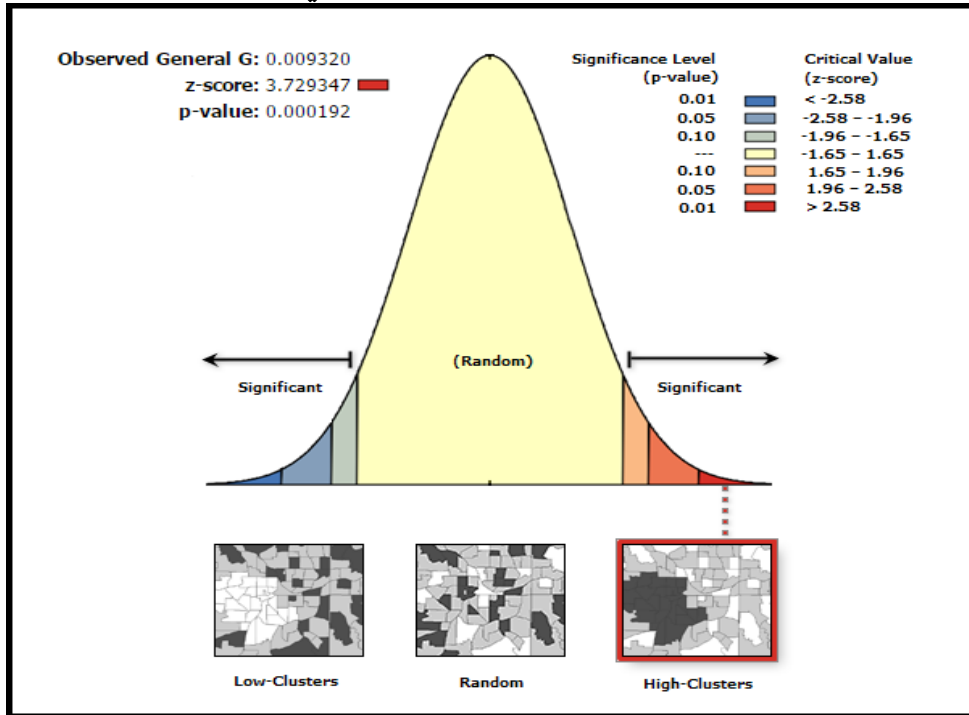 Observed General G: 0.009320
z-score: 3.729347
p-value: 0.000192
Significance Level Critical Value
(p-value) (z-score)
0.01 < -2.58
0.05 -2.58 – -1.96
0.10 -1.96 – -1.65
--- -1.65 – 1.65
0.10 1.65 – 1.96
0.05 1.96 – 2.58
0.01 > 2.58
(Random)
Significant Significant
Low-Clusters Random High-Clusters